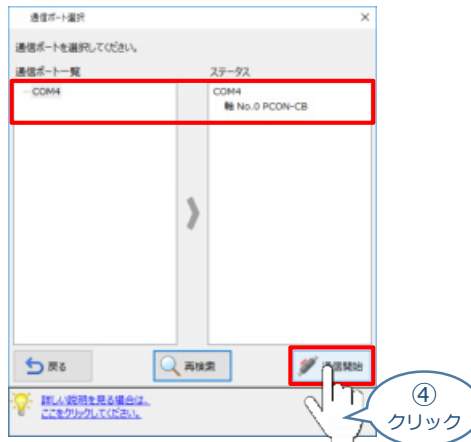 通信ポート選択
通信ポートを選択してください。
通信ポート一覧
ステータス
COM4
COM4
軸 No.0 PCON-CB
戻る
再検索
通信開始
詳しい説明を見る場合は、
ここをクリックしてください。
④
クリック